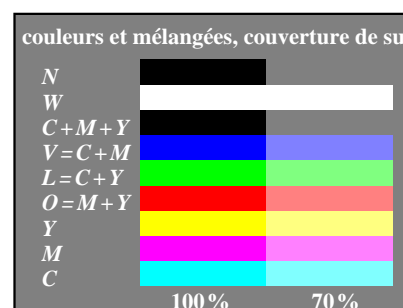 couleurs et mélangées, couverture de su
N
W
C+M+Y
V=C+M
L=C+Y
O=M+Y
Y
M
C
100% 70%